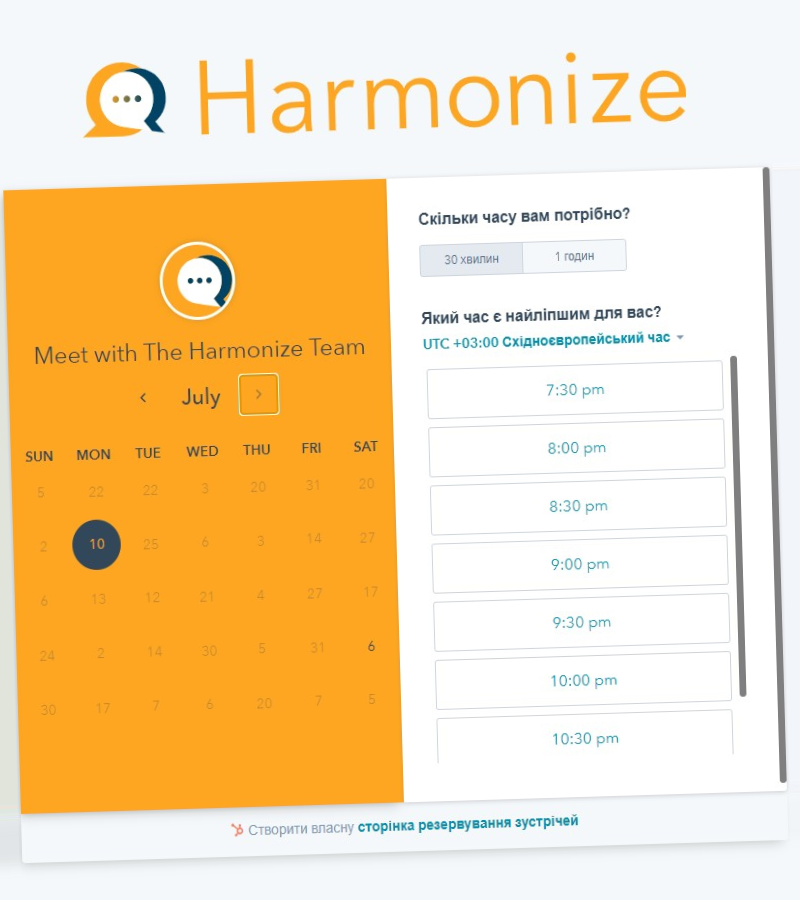 Harmonize
Meet with The Harmonize Team
‹ July ›
SUN MON TUE WED THU FRI SAT
5 22 22 3 20 31 20
2 10 25 6 3 14 27
6 13 12 21 4 27 17
24 2 14 30 5 31 6
30 17 7 6 20 7 5
Скільки часу вам потрібно?
30 хвилин 1 годин
Який час є найліпшим для вас?
UTC +03:00 Східноєвропейський час
7:30 pm
8:00 pm
8:30 pm
9:00 pm
9:30 pm
10:00 pm
10:30 pm
Створити власну сторінка резервування зустрічей